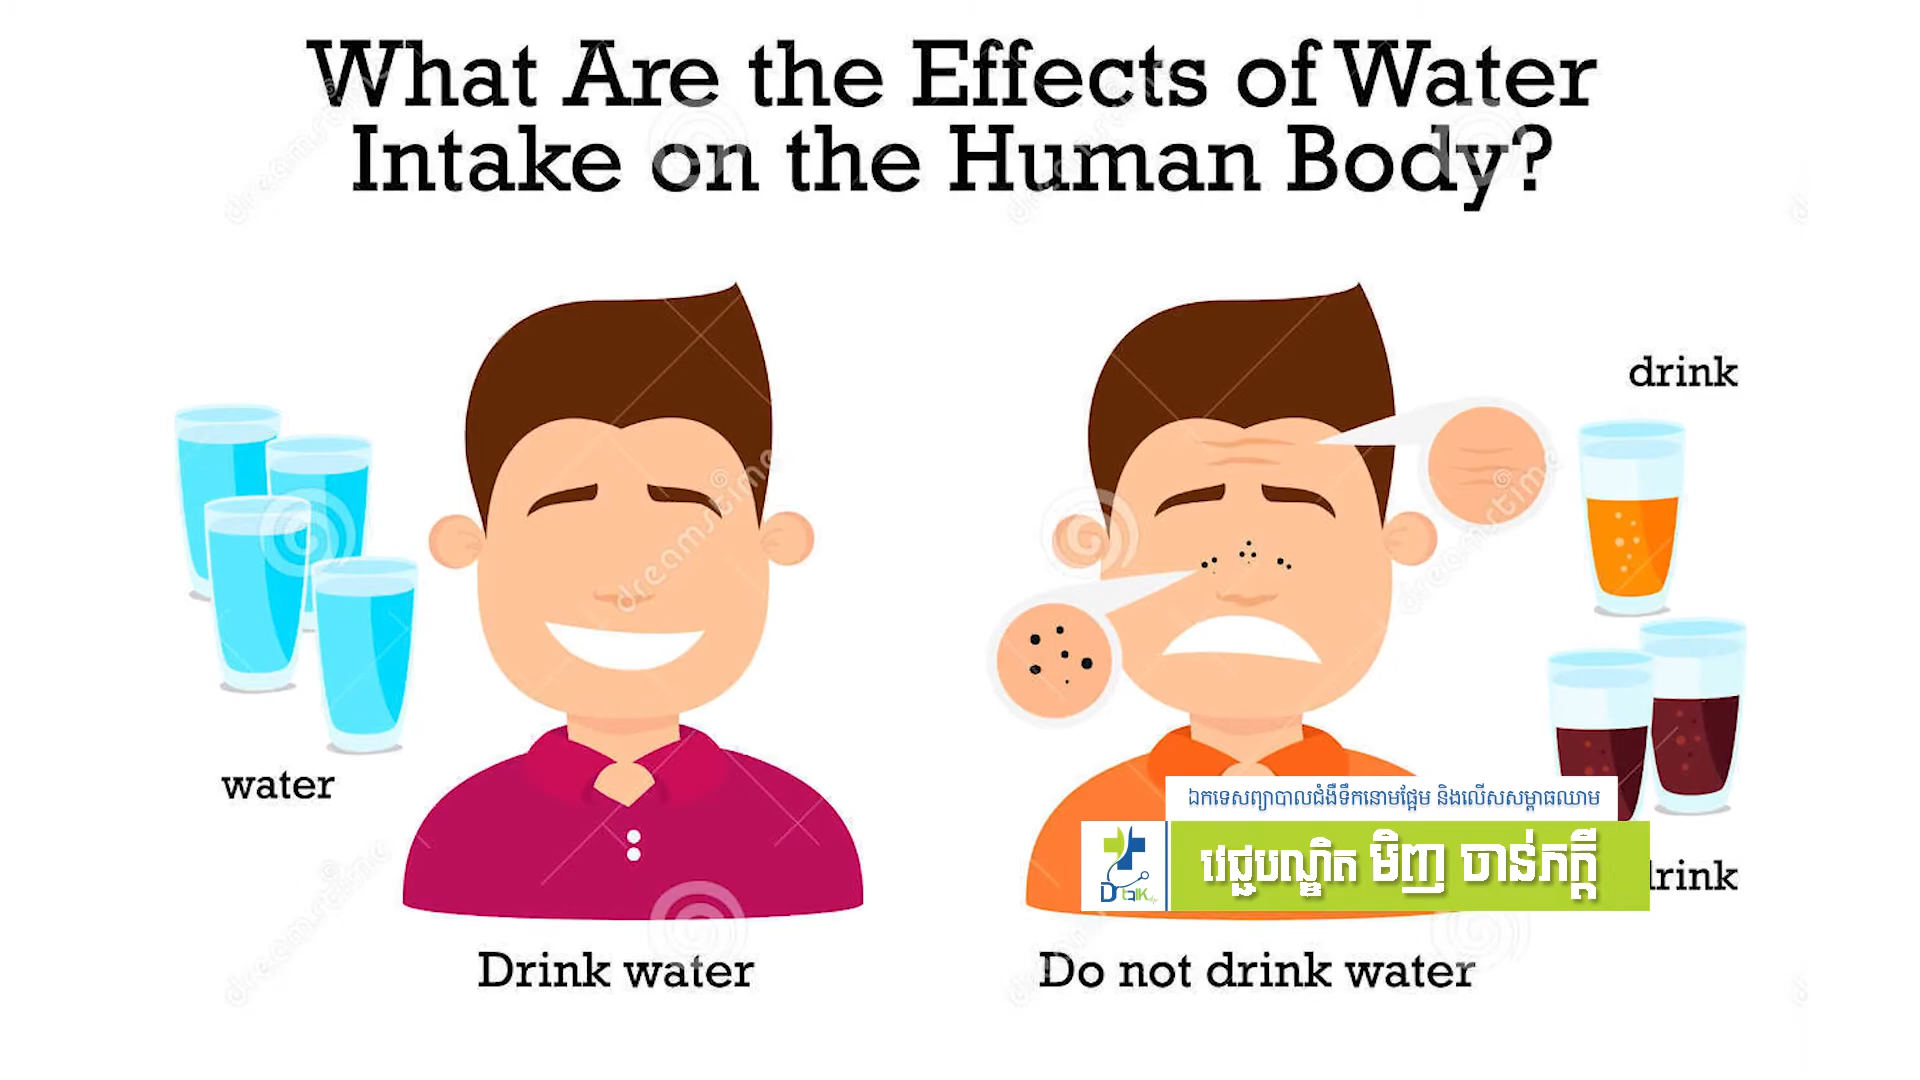 What Are the Effects of Water
Intake on the Human Body?
drink
water
ឯកទេសព្យាបាលជំងឺទឹកនោមផ្អែម និងលើសសម្ពាធឈាម
វេជ្ជបណ្ឌិត មិញ ចាន់ភក្ដី
rink
Drink water
Do not drink water
dreamstime